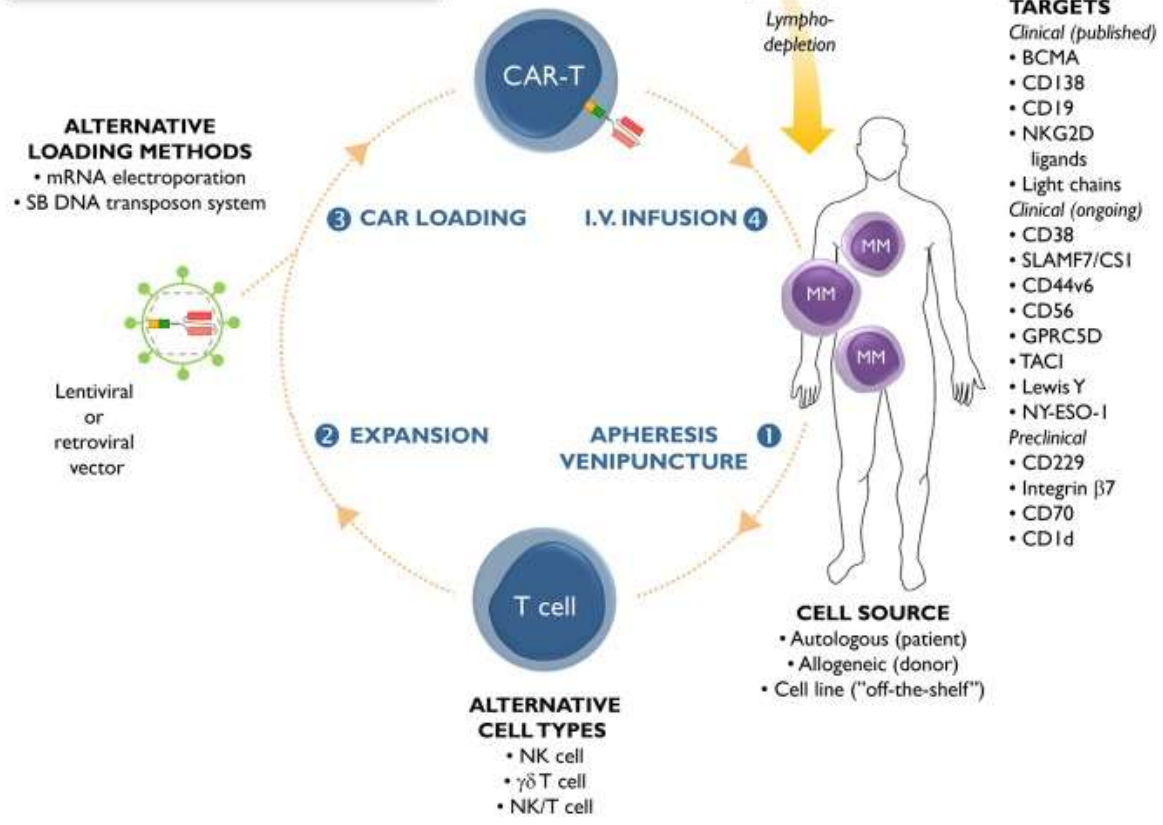 TARGETS
Clinical (published)
• BCMA
• CD138
• CD19
• NKG2D
ligands
• Light chains
Clinical (ongoing)
• CD38
• SLAMF7/CS1
• CD44v6
• CD56
• GPRC5D
• TACI
• Lewis Y
• NY-ESO-1
Preclinical
• CD229
• Integrin β7
• CD70
• CD1d
Lympho-
depletion
CAR-T
ALTERNATIVE
LOADING METHODS
• mRNA electroporation
• SB DNA transposon system
3 CAR LOADING
I.V. INFUSION 4
MM
MM
MM
Lentiviral
or
retroviral
vector
2 EXPANSION
APHERESIS 1
VENIPUNCTURE
T cell
CELL SOURCE
• Autologous (patient)
• Allogeneic (donor)
• Cell line ("off-the-shelf")
ALTERNATIVE
CELL TYPES
• NK cell
• γδ T cell
• NK/T cell